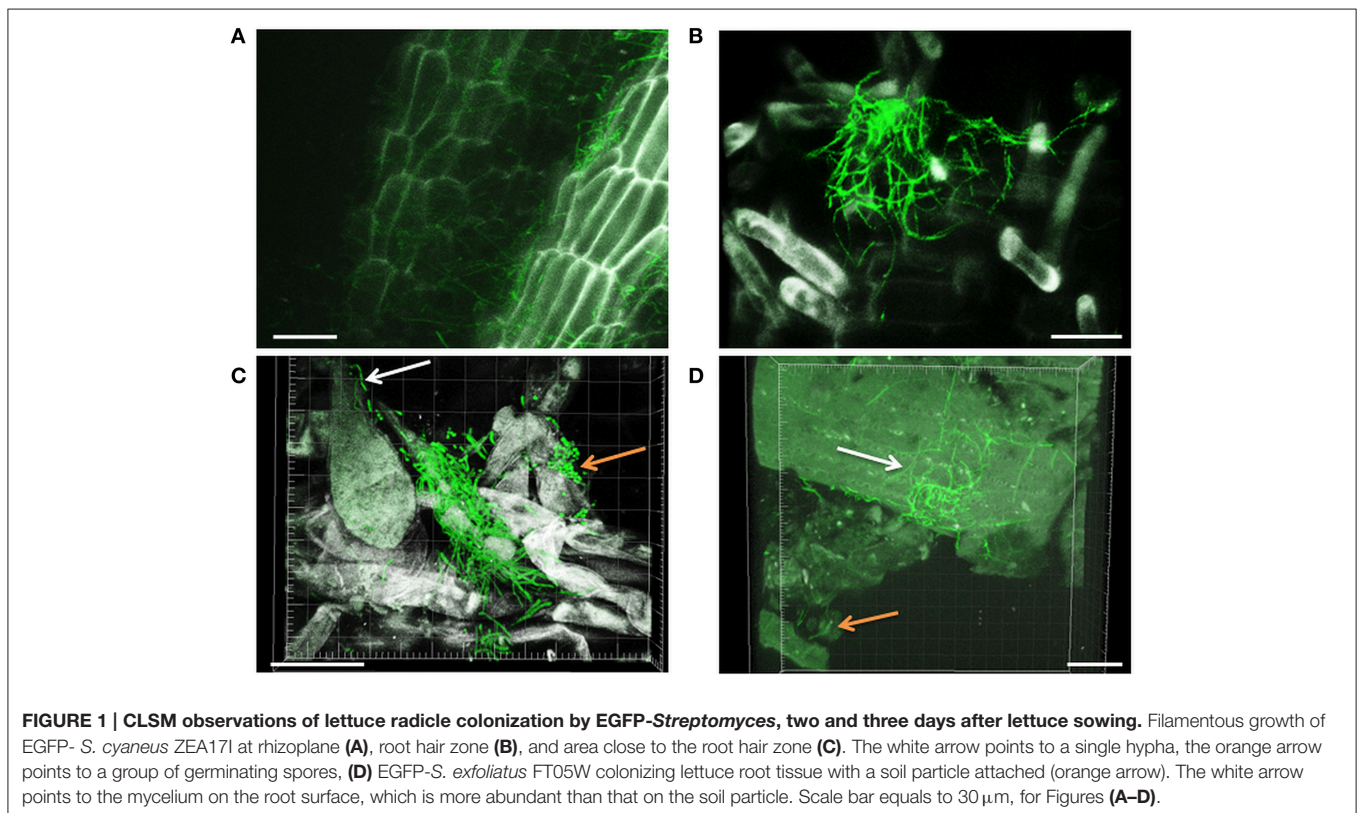 A
B
C
D
FIGURE 1 | CLSM observations of lettuce radicle colonization by EGFP-Streptomyces, two and three days after lettuce sowing. Filamentous growth of
EGFP- S. cyaneus ZEA17I at rhizoplane (A), root hair zone (B), and area close to the root hair zone (C). The white arrow points to a single hypha, the orange arrow
points to a group of germinating spores, (D) EGFP-S. exfoliatus FT05W colonizing lettuce root tissue with a soil particle attached (orange arrow). The white arrow
points to the mycelium on the root surface, which is more abundant than that on the soil particle. Scale bar equals to 30 μm, for Figures (A–D).